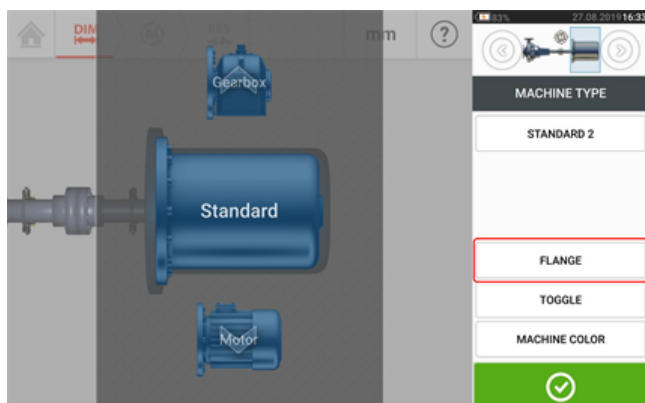 DIM
mm
?
83%
27.08.2019 16:33
Gearbox
Standard
Motor
MACHINE TYPE
STANDARD 2
FLANGE
TOGGLE
MACHINE COLOR